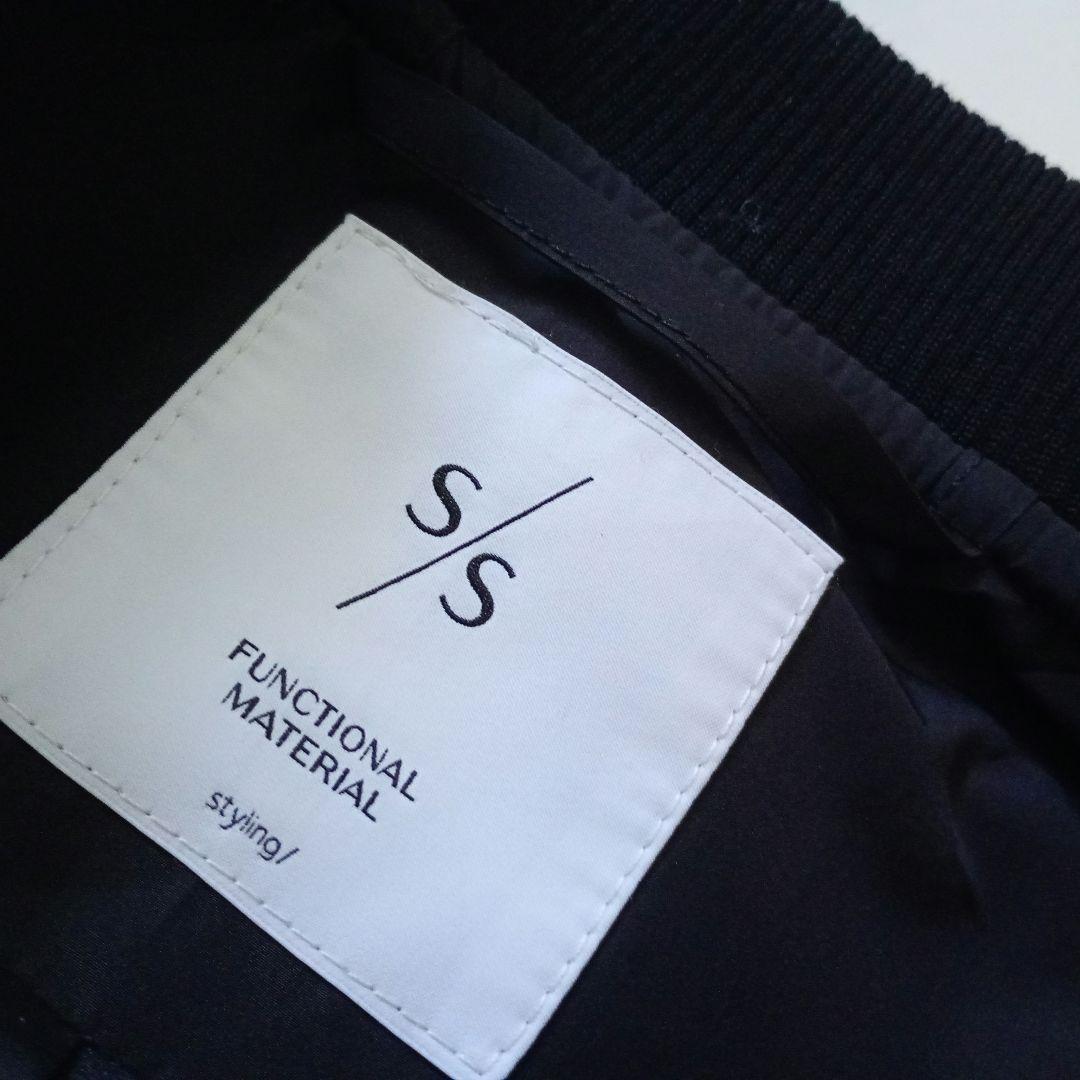 S/S
FUNCTIONAL
MATERIAL
styling/